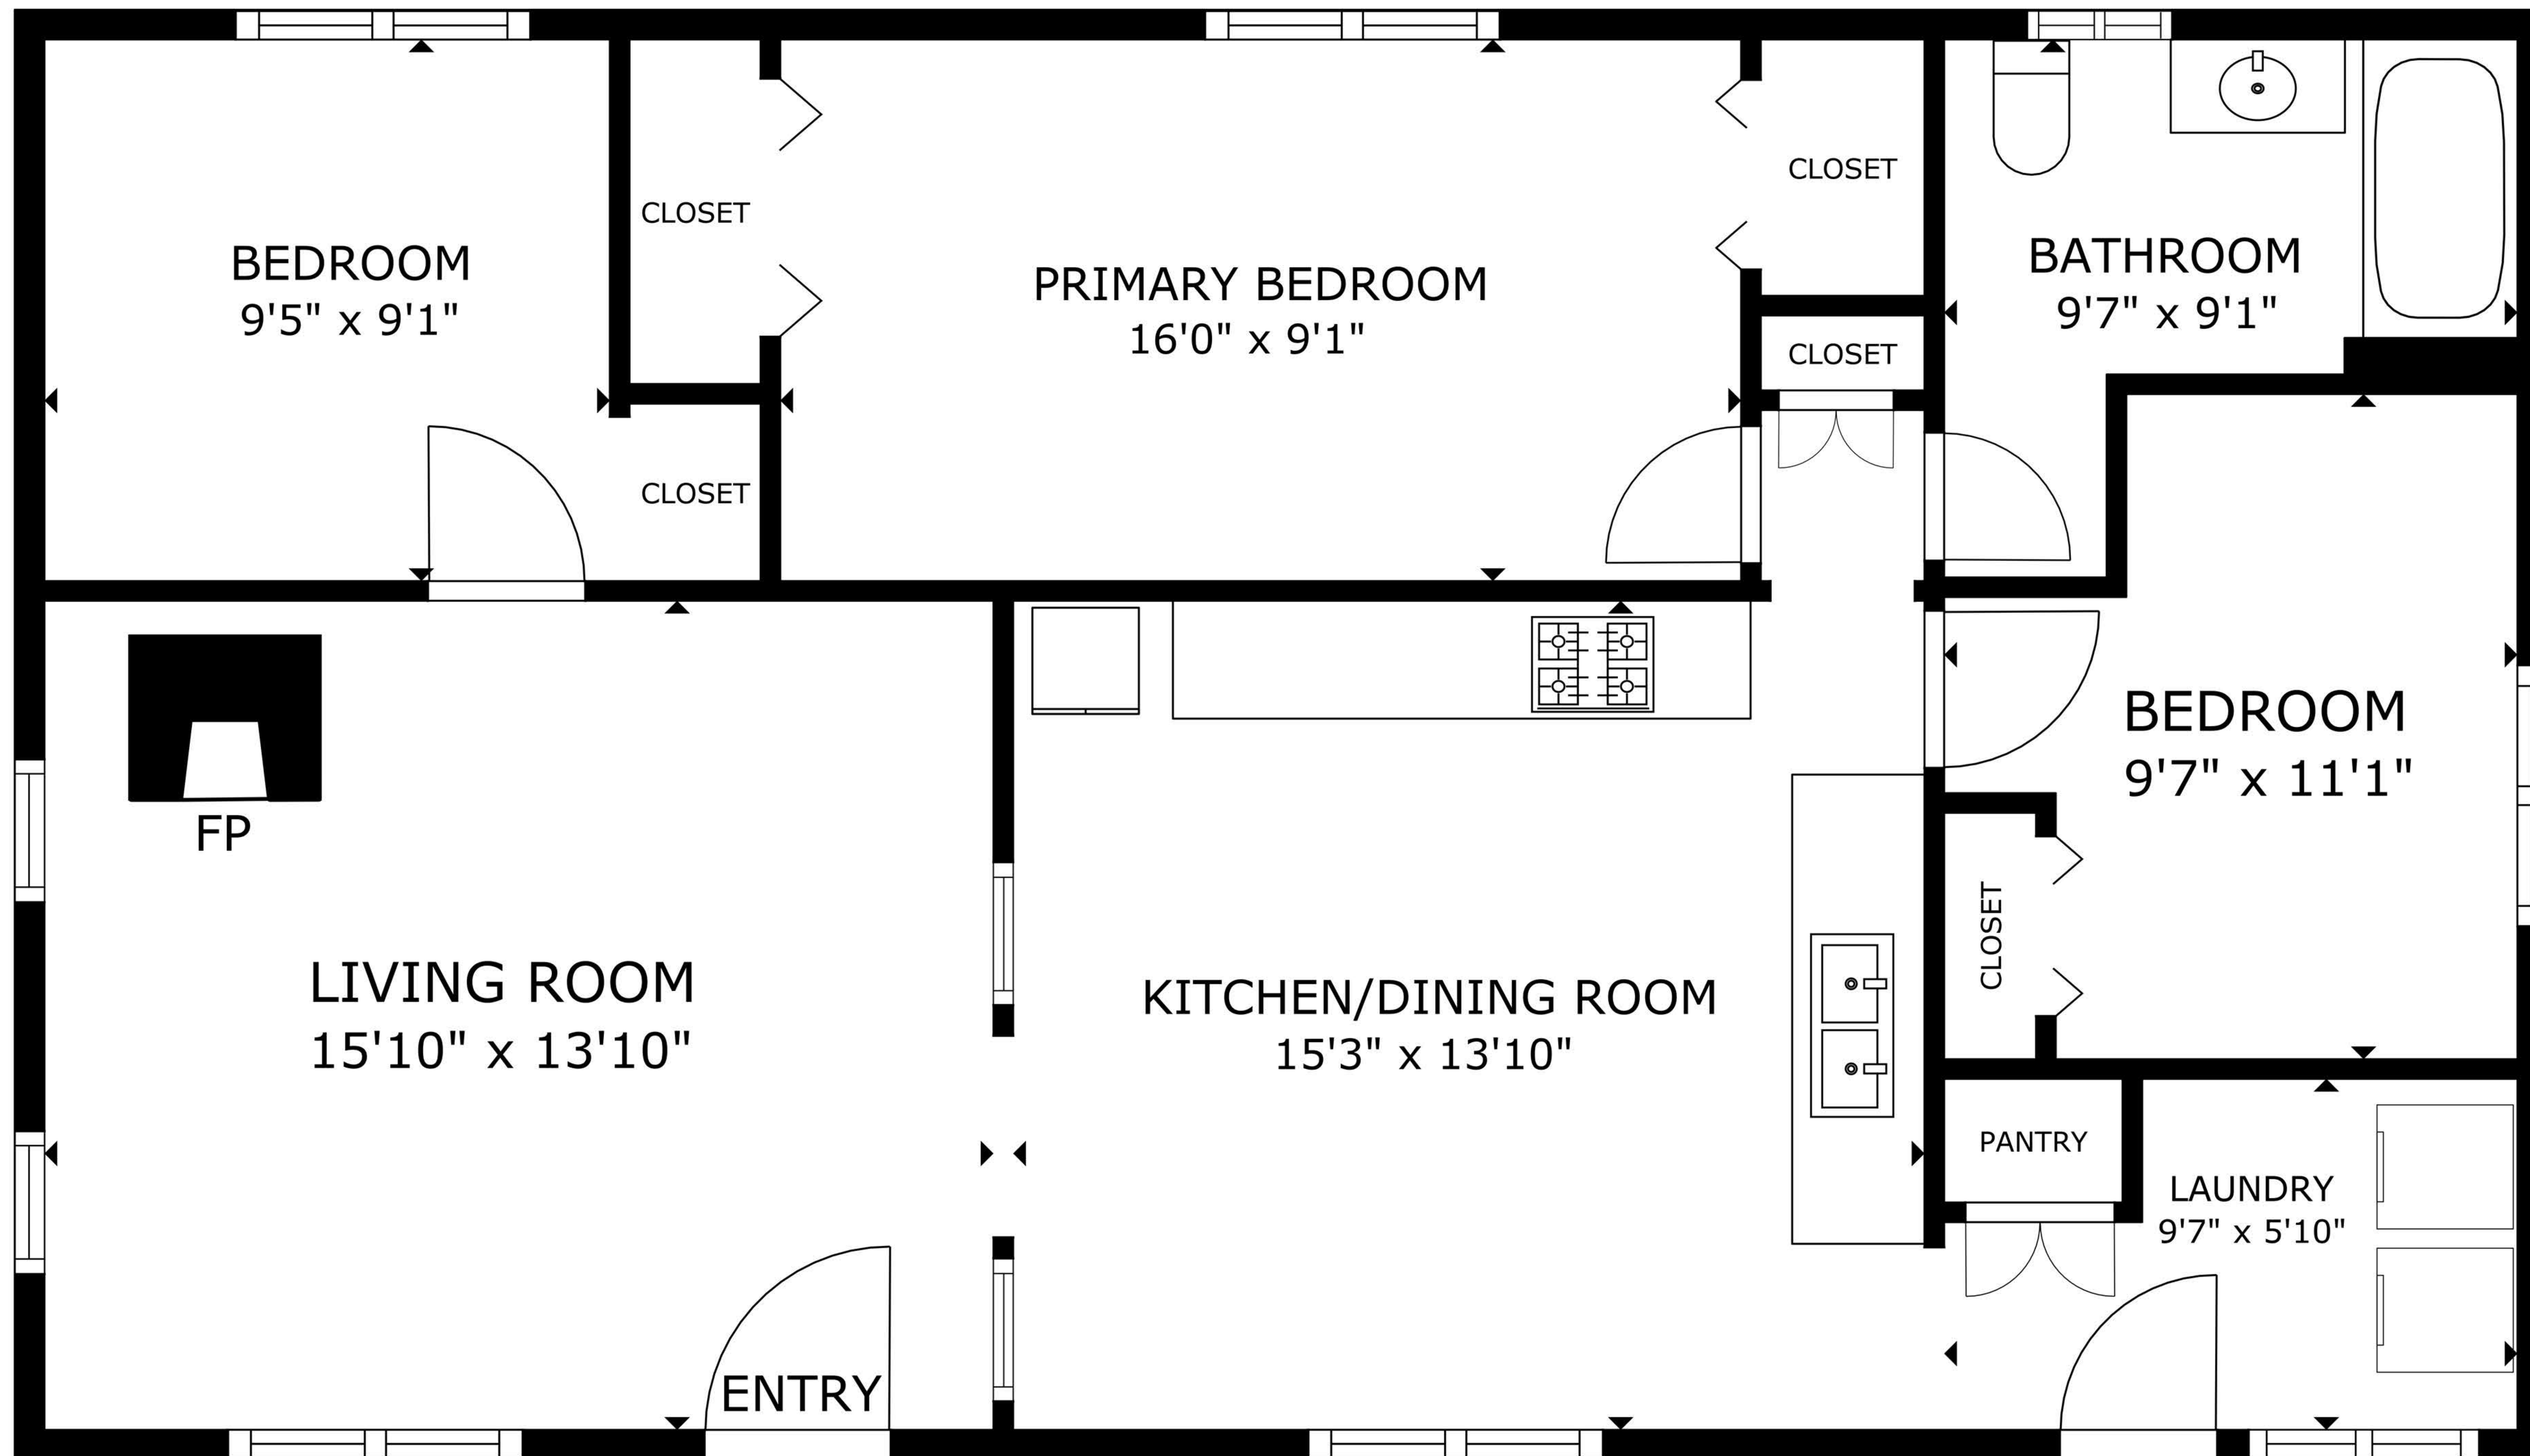 CLOSET
CLOSET
BEDROOM
9'5" x 9'1"
PRIMARY BEDROOM
16'0" x 9'1"
BATHROOM
9'7" x 9'1"
CLOSET
CLOSET
FP
BEDROOM
9'7" x 11'1"
LIVING ROOM
15'10" x 13'10"
KITCHEN/DINING ROOM
15'3" x 13'10"
CLOSET
PANTRY
LAUNDRY
9'7" x 5'10"
ENTRY